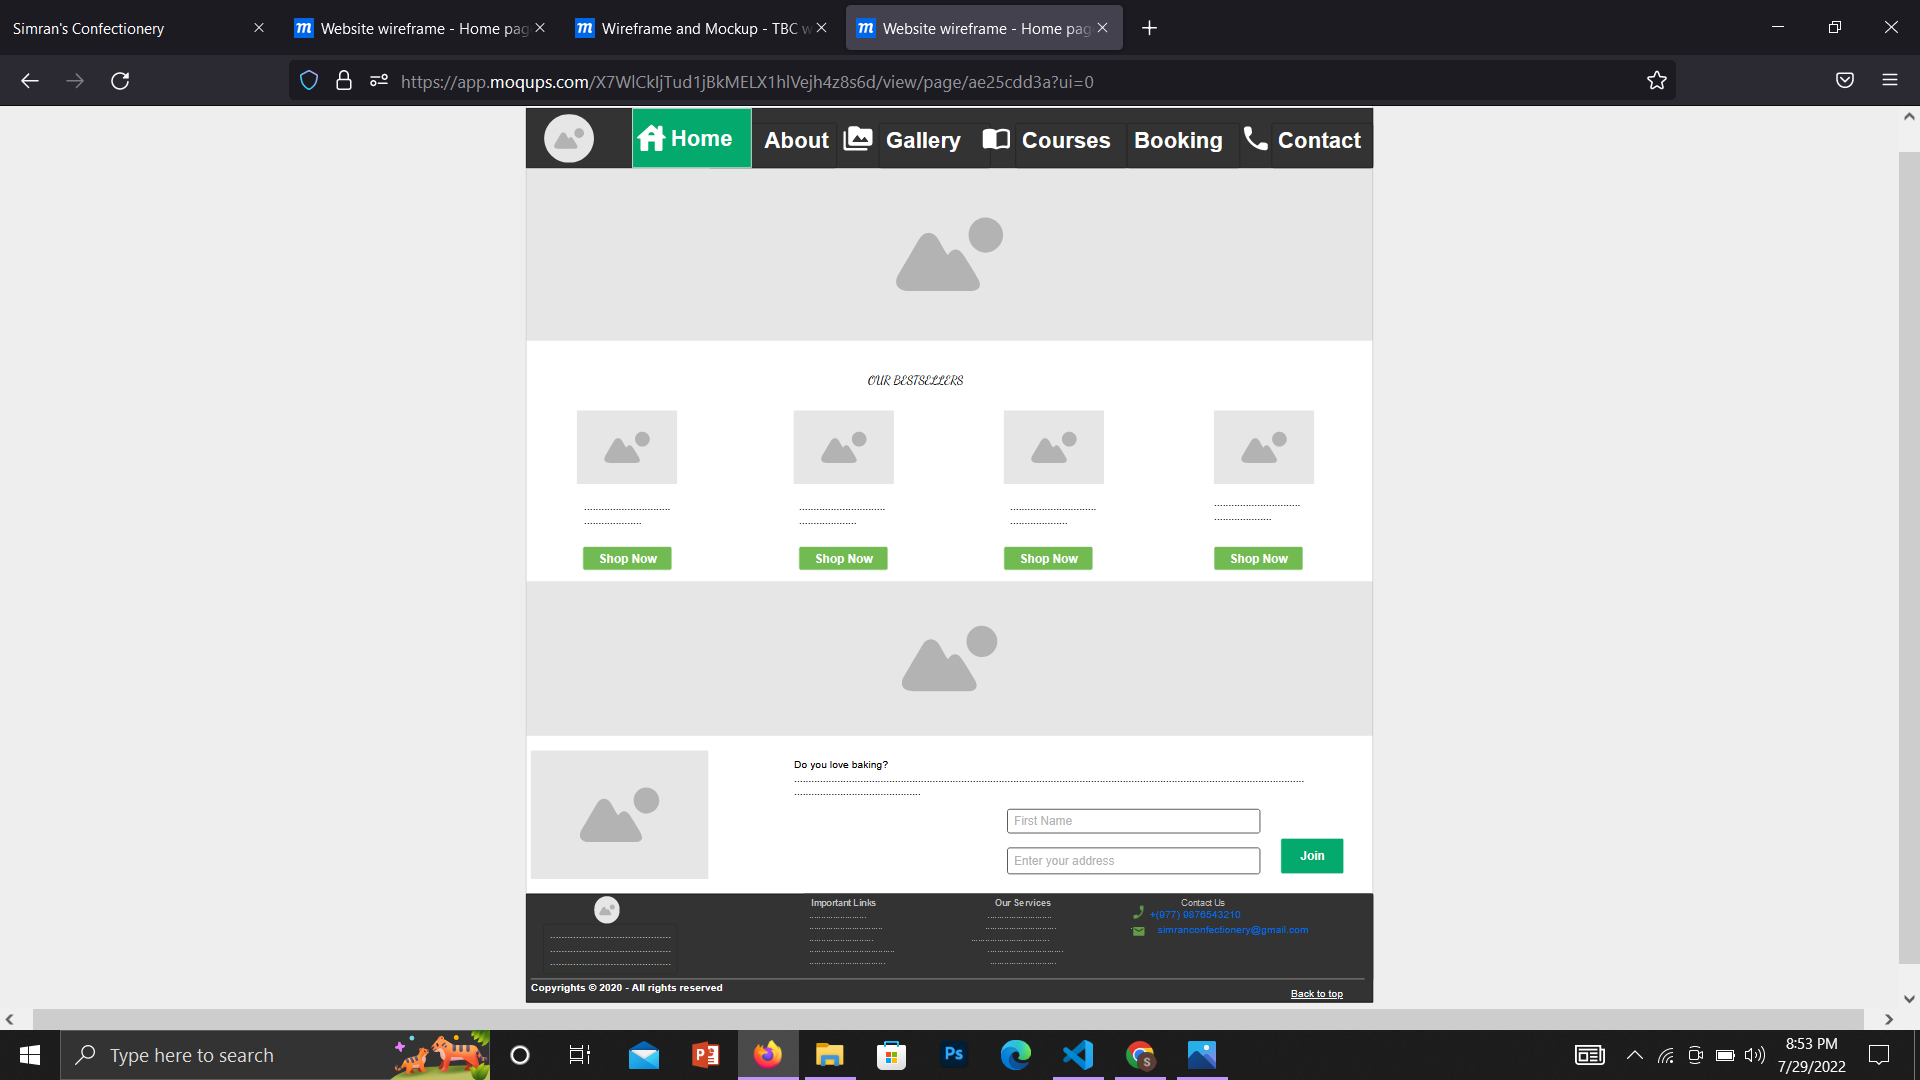 Simran's Confectionery
Website wireframe - Home pag
Wireframe and Mockup - TBC w
Website wireframe - Home pag
https://app.moqups.com/X7WlCkIjTud1jBkMELX1hlVejh4z8s6d/view/page/ae25cdd3a?ui=0
Home About Gallery Courses Booking Contact
OUR BESTSELLERS
Shop Now Shop Now Shop Now Shop Now
Do you love baking?
First Name
Enter your address
Join
Important Links Our Services Contact Us
+(977) 9876543210
simranconfectionery@gmail.com
Copyrights © 2020 - All rights reserved
Back to top
Type here to search
Ps
8:53 PM
7/29/2022